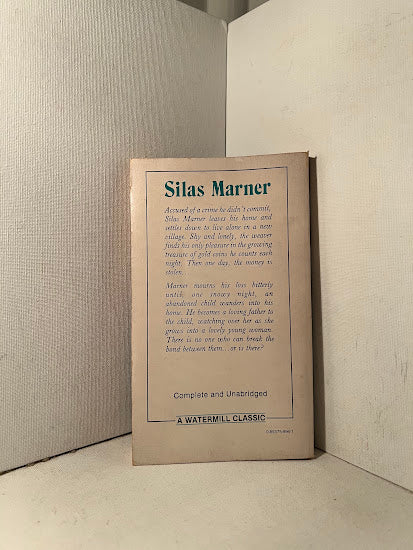 Silas Marner
Accused of a crime he didn't commit,
Silas Marner leaves his home and
settles down to live alone in a new
village. Shy and lonely, the weaver
finds his only pleasure in the growing
treasure of gold coins he counts each
night. Then one day, the money is
stolen.
Marner mourns his loss bitterly
until one snowy night, an
abandoned child wanders into his
home. He becomes a loving father to
the child, watching over her as she
grows into a lovely young woman.
There is no one who can break the
bond between them...or is there?
Complete and Unabridged
A WATERMILL CLASSIC